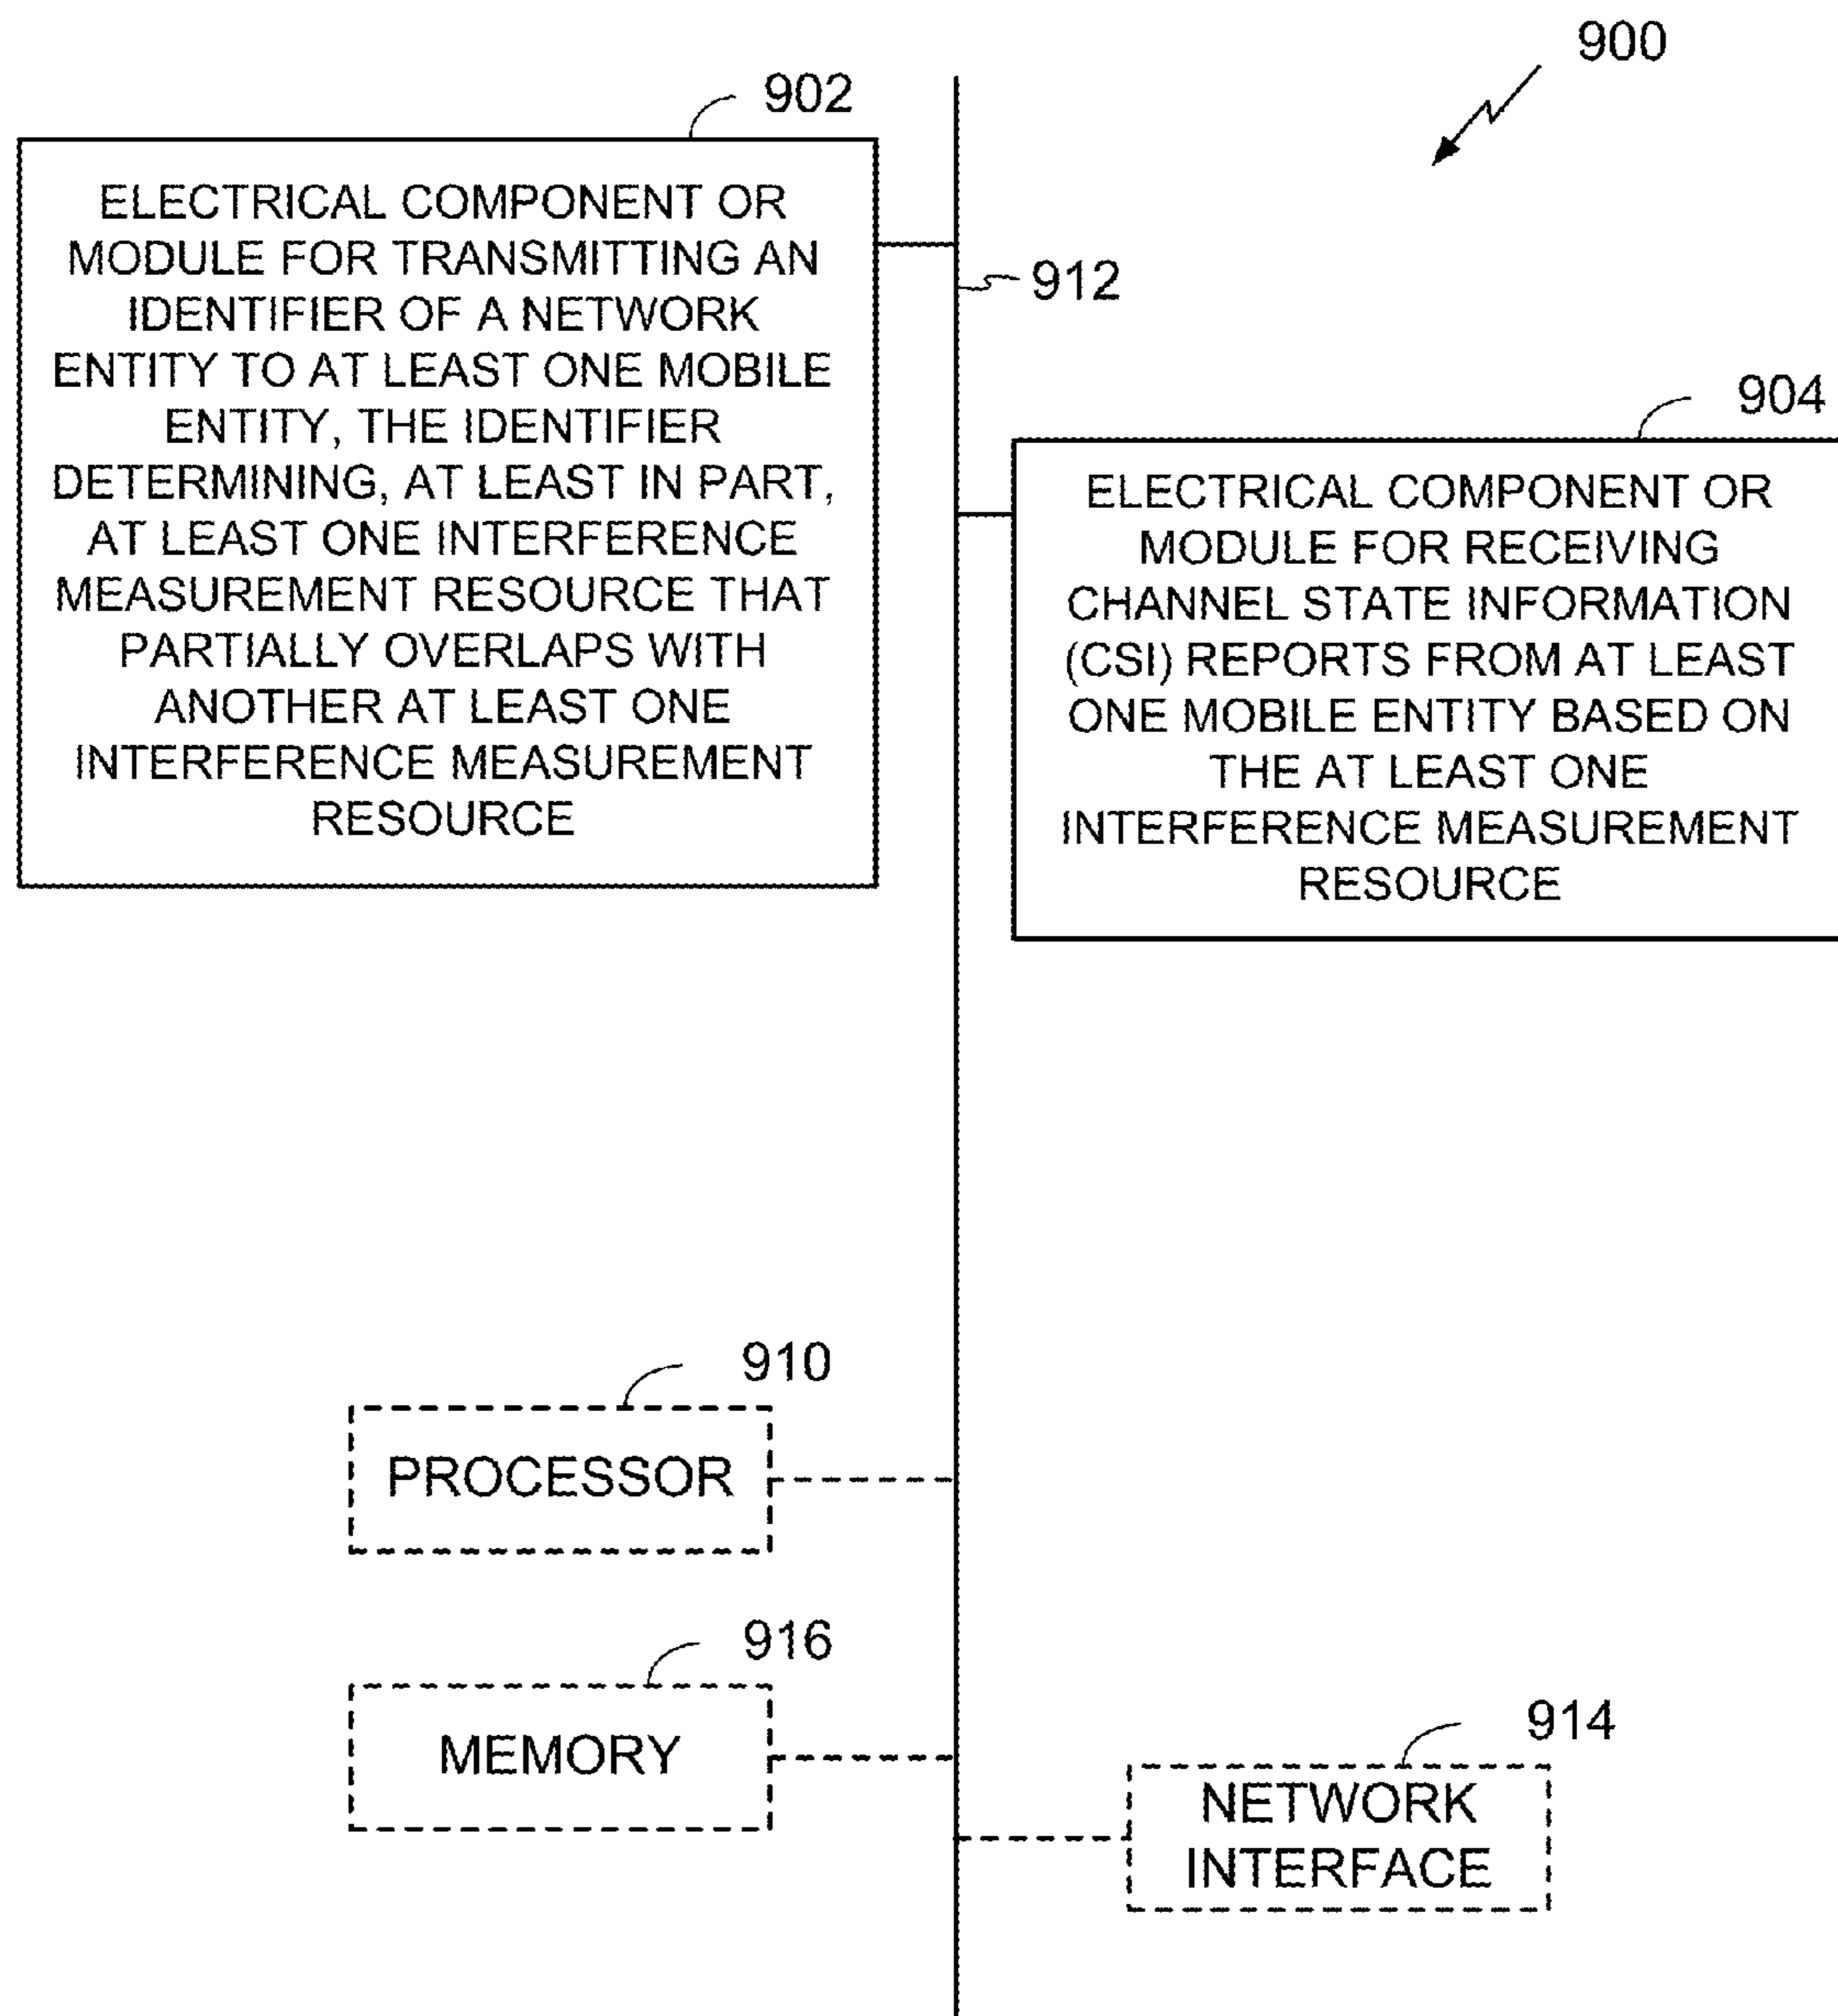 900
902
ELECTRICAL COMPONENT OR
MODULE FOR TRANSMITTING AN
IDENTIFIER OF A NETWORK
ENTITY TO AT LEAST ONE MOBILE
ENTITY, THE IDENTIFIER
DETERMINING, AT LEAST IN PART,
AT LEAST ONE INTERFERENCE
MEASUREMENT RESOURCE THAT
PARTIALLY OVERLAPS WITH
ANOTHER AT LEAST ONE
INTERFERENCE MEASUREMENT
RESOURCE
912
904
ELECTRICAL COMPONENT OR
MODULE FOR RECEIVING
CHANNEL STATE INFORMATION
(CSI) REPORTS FROM AT LEAST
ONE MOBILE ENTITY BASED ON
THE AT LEAST ONE
INTERFERENCE MEASUREMENT
RESOURCE
910
PROCESSOR
916
MEMORY
914
NETWORK
INTERFACE